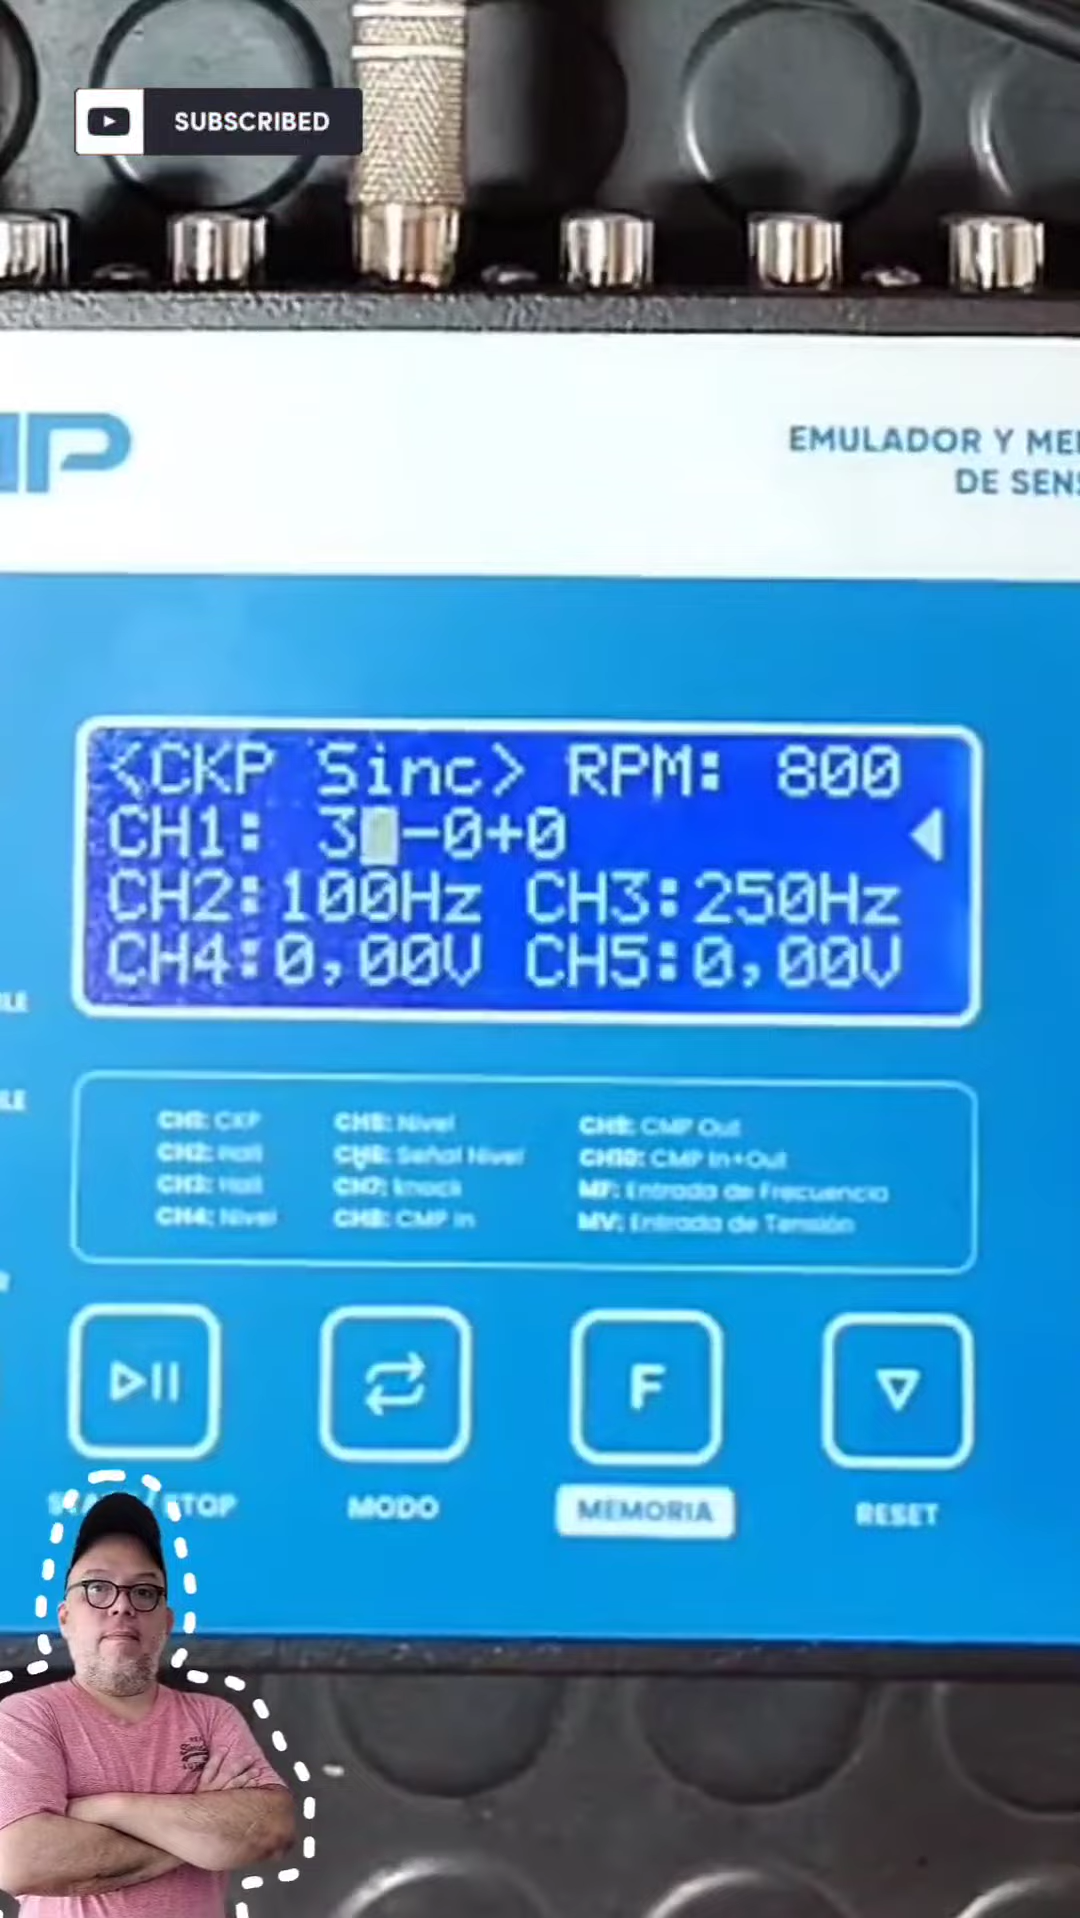 SUBSCRIBED
MP
EMULADOR Y
DE
<CKP Sinc> RPM: 800
CH1: 3 -0+0
CH2:100Hz CH3:250Hz
CH4:0,00V CH5:0,00V
CH1: CKP
CH2: Hall
CH3: Hall
CH4: Nivel
CH5: Nivel
CH6: Señal Nivel
CH7: knock
CH8: CMP In
CH9: CMP Out
CH10: CMP In+Out
MF: Entrada de Frecuencia
MV: Entrada de Tensión
F
STOP
MODO
MEMORIA
RESET